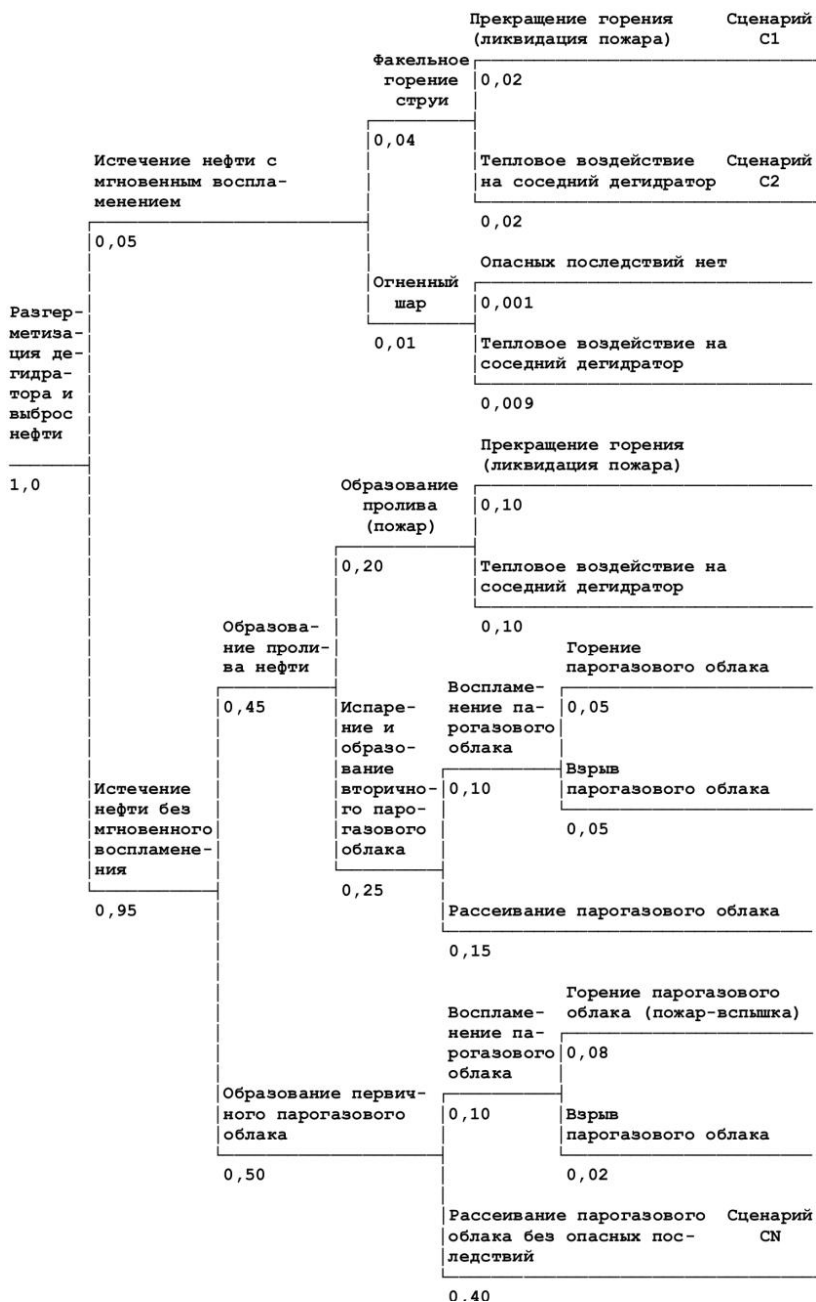 Прекращение горения Сценарий
(ликвидация пожара) С1
Факельное
горение
струи
0,02
0,04
Истечение нефти с
мгновенным воспла-
менением
Тепловое воздействие Сценарий
на соседний дегидратор С2
0,05
0,02
Опасных последствий нет
Огненный
шар
0,001
0,01
Тепловое воздействие на
соседний дегидратор
0,009
Разгер-
метиза-
ция де-
гидра-
тора и
выброс
нефти
1,0
Прекращение горения
(ликвидация пожара)
Образование
пролива
(пожар)
0,10
0,20
Тепловое воздействие на
соседний дегидратор
0,10
Образова-
ние проли-
ва нефти
0,45
Горение
парогазового облака
Воспламе-
нение па-
рогазового
облака
0,05
Испаре-
ние и
образо-
вание
вторично-
го паро-
газового
облака
0,10
Взрыв
парогазового облака
0,05
Истечение
нефти без
мгновенного
воспламене-
ния
0,95
0,25
Рассеивание парогазового облака
0,15
Горение парогазового
облака (пожар-вспышка)
Воспламе-
нение па-
рогазового
облака
0,08
Образование первич-
ного парогазового
облака
0,10
Взрыв
парогазового облака
0,50
0,02
Рассеивание парогазового Сценарий
облака без опасных пос- СN
ледствий
0,40